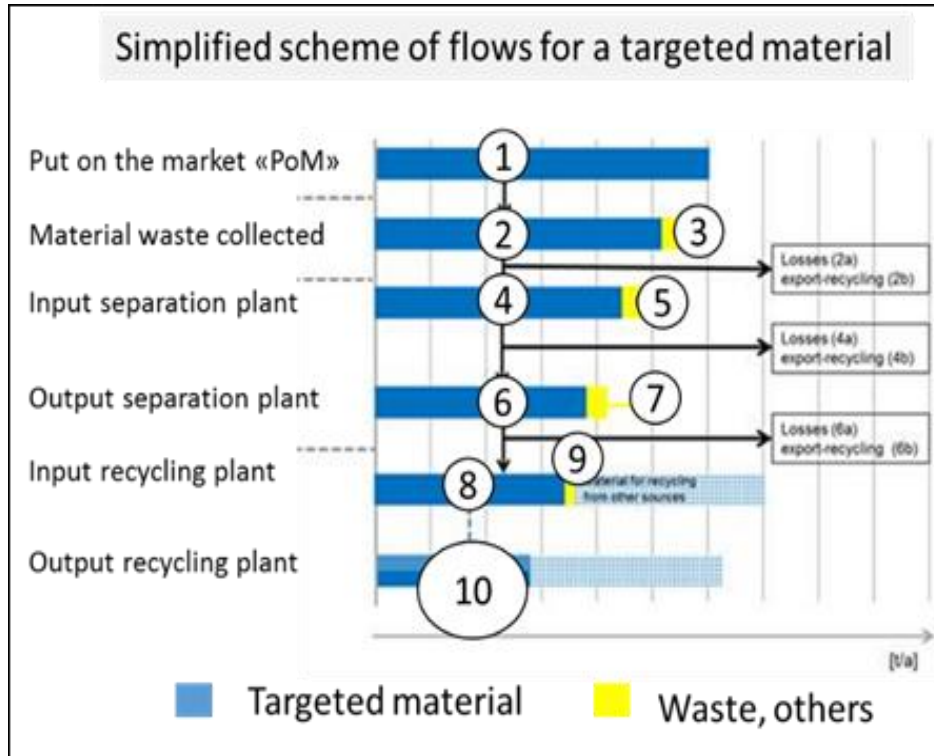 Simplified scheme of flows for a targeted material
Put on the market «PoM»
1
Material waste collected
2
3
Losses (2a)
export-recycling (2b)
Input separation plant
4
5
Losses (4a)
export-recycling (4b)
Output separation plant
6
7
Losses (6a)
export-recycling (6b)
Input recycling plant
8
9
Material for recycling
from other sources
Output recycling plant
10
[t/a]
Targeted material
Waste, others